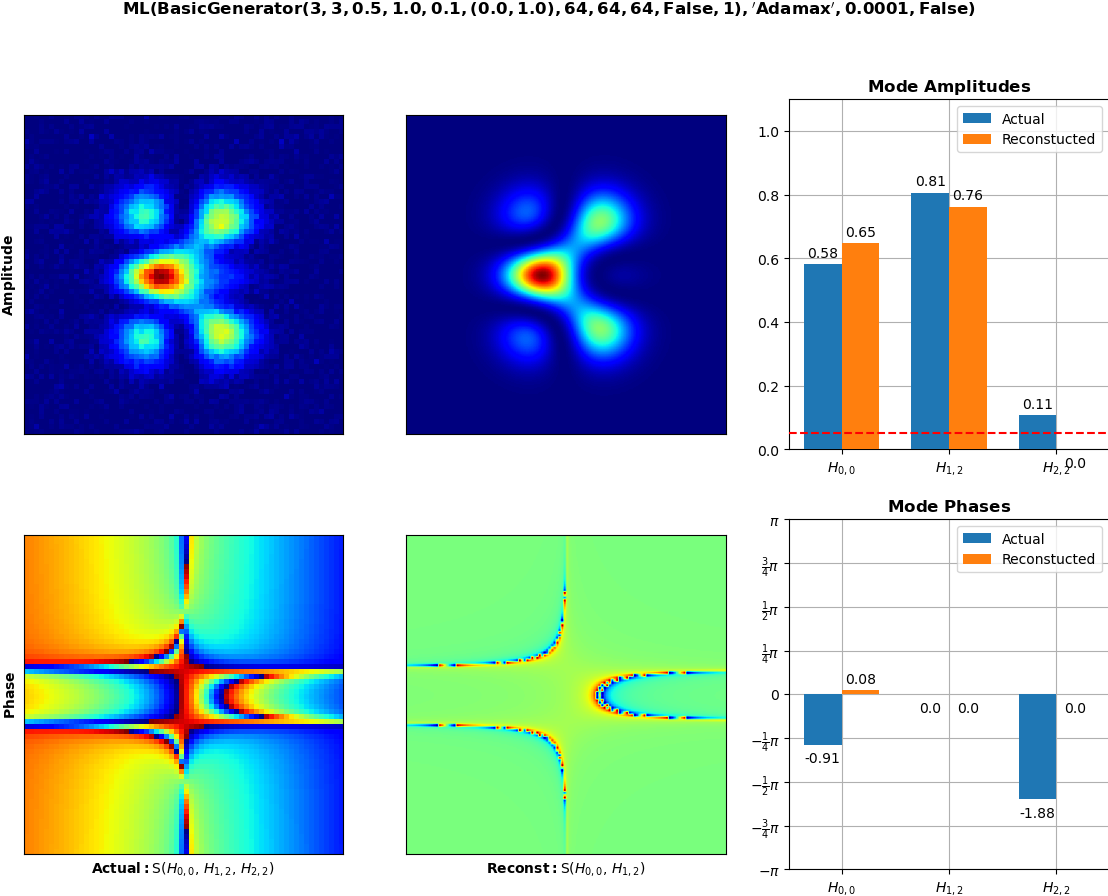 ML(BasicGenerator(3, 3, 0.5, 1.0, 0.1, (0.0, 1.0), 64, 64, 64, False, 1), ′Adamax′, 0.0001, False)
Mode Amplitudes
Amplitude
1.0
0.8
0.6
0.4
0.2
0.0
Actual
Reconstucted
0.58
0.65
0.81
0.76
0.11
0.0
H0, 0
H1, 2
H2, 2
Mode Phases
Phase
π
3/4π
1/2π
1/4π
0
−1/4π
−1/2π
−3/4π
−π
Actual
Reconstucted
-0.91
0.08
0.0
0.0
-1.88
0.0
H0, 0
H1, 2
H2, 2
Actual: S(H0, 0, H1, 2, H2, 2)
Reconst: S(H0, 0, H1, 2)